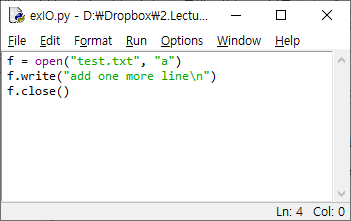 exIO.py - D:₩Dropbox₩2.Lectu...
File Edit Format Run Options Window Help
f = open("test.txt", "a")
f.write("add one more line\n")
f.close()
Ln: 4 Col: 0